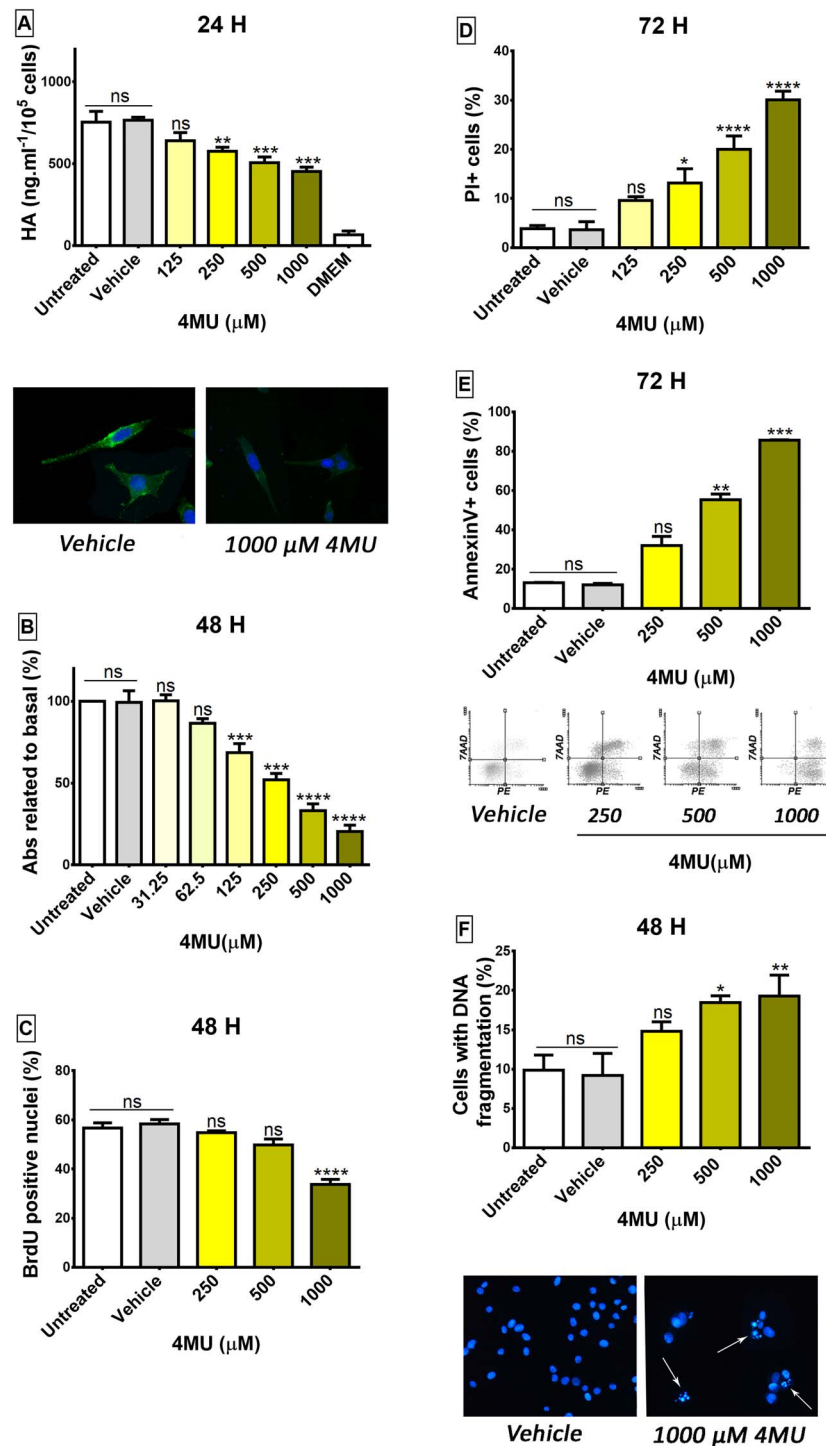 A
24 H
HA (ng.ml⁻¹/10⁵ cells)
1000
500
0
ns
ns
**
***
***
Untreated
Vehicle
125
250
500
1000
DMEM
4MU (μM)
Vehicle
1000 μM 4MU
B
48 H
Abs related to basal (%)
100
50
0
ns
ns
ns
***
***
****
****
Untreated
Vehicle
31.25
62.5
125
250
500
1000
4MU(μM)
C
48 H
BrdU positive nuclei (%)
80
60
40
20
0
ns
ns
ns
****
Untreated
Vehicle
250
500
1000
4MU (μM)
D
72 H
PI+ cells (%)
40
30
20
10
0
ns
ns
*
****
****
Untreated
Vehicle
125
250
500
1000
4MU (μM)
E
72 H
AnnexinV+ cells (%)
100
80
60
40
20
0
ns
ns
**
***
Untreated
Vehicle
250
500
1000
4MU (μM)
7AAD
PE
7AAD
PE
7AAD
PE
7AAD
PE
Vehicle
250
500
1000
4MU(μM)
F
48 H
Cells with DNA
fragmentation (%)
25
20
15
10
5
0
ns
ns
*
**
Untreated
Vehicle
250
500
1000
4MU (μM)
Vehicle
1000 μM 4MU